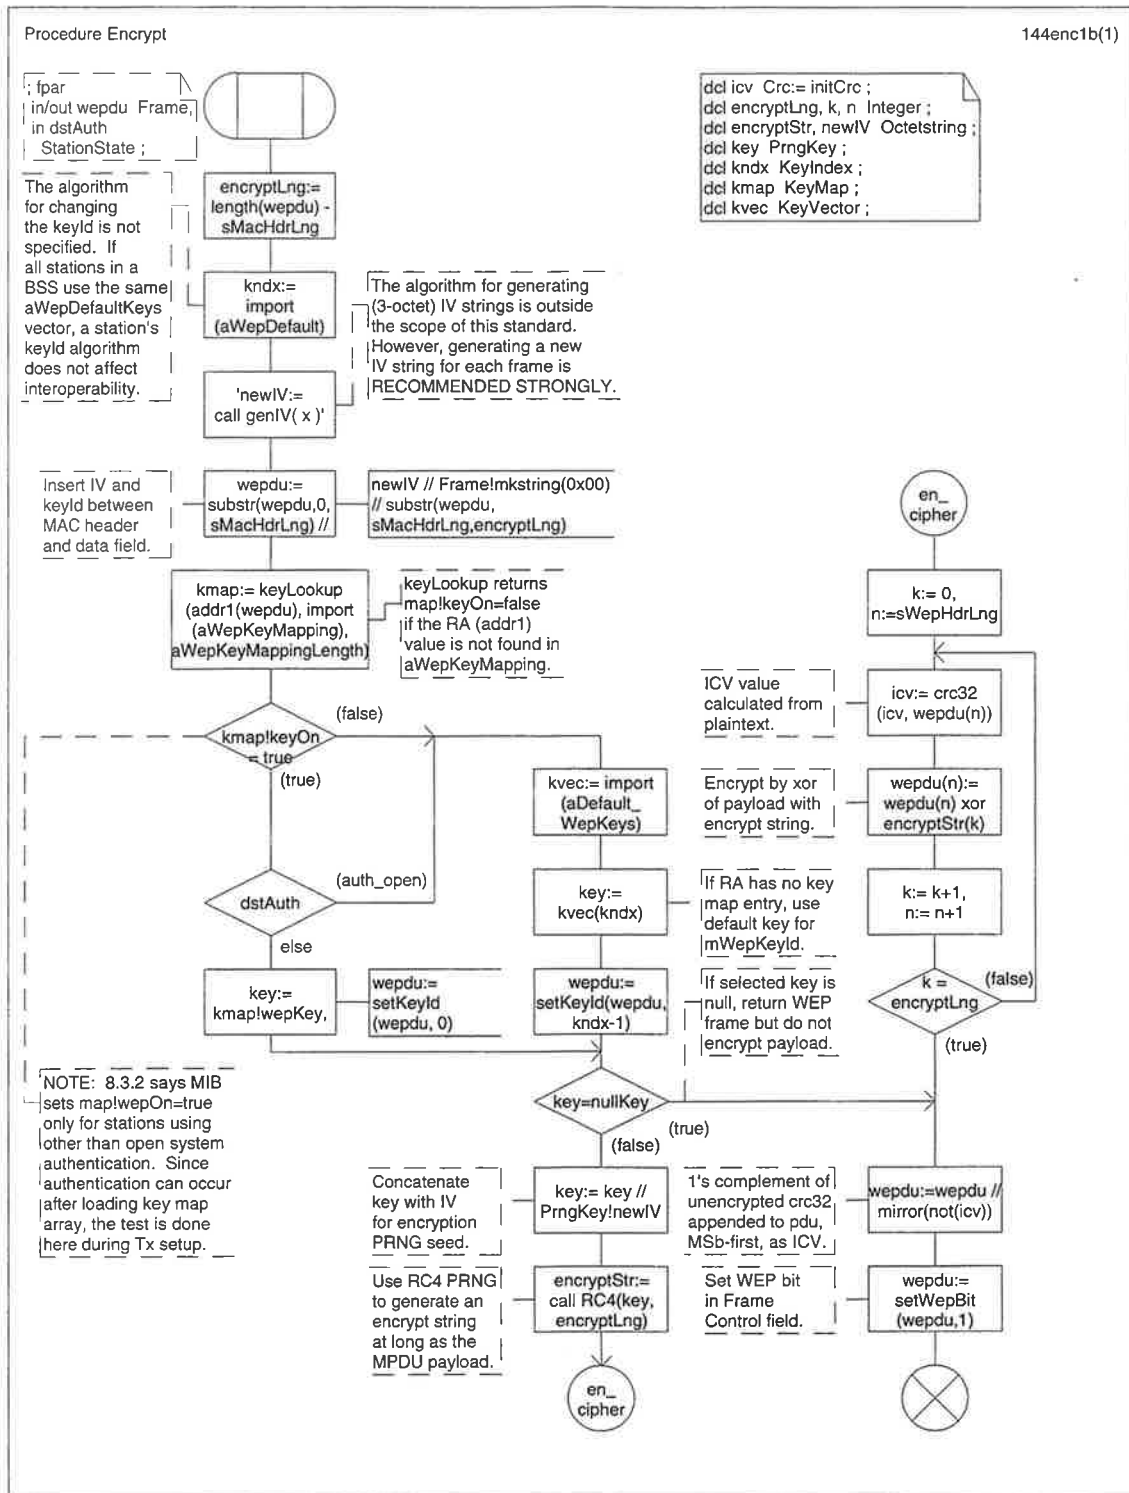 Procedure Encrypt
144enc1b(1)
; fpar
in/out wepdu Frame,
in dstAuth
StationState ;
dcl icv Crc:= initCrc ;
dcl encryptLng, k, n Integer ;
dcl encryptStr, newIV Octetstring ;
dcl key PrngKey ;
dcl kndx KeyIndex ;
dcl kmap KeyMap ;
dcl kvec KeyVector ;
The algorithm
for changing
the keyId is not
specified. If
all stations in a
BSS use the same
aWepDefaultKeys
vector, a station's
keyId algorithm
does not affect
interoperability.
encryptLng:=
length(wepdu) -
sMacHdrLng
kndx:=
import
(aWepDefault)
The algorithm for generating
(3-octet) IV strings is outside
the scope of this standard.
However, generating a new
IV string for each frame is
RECOMMENDED STRONGLY.
'newIV:=
call genIV( x )'
Insert IV and
keyId between
MAC header
and data field.
wepdu:=
substr(wepdu,0,
sMacHdrLng) //
newIV // Frame!mkstring(0x00)
// substr(wepdu,
sMacHdrLng,encryptLng)
kmap:= keyLookup
(addr1(wepdu), import
(aWepKeyMapping),
aWepKeyMappingLength)
keyLookup returns
map!keyOn=false
if the RA (addr1)
value is not found in
aWepKeyMapping.
kmap!keyOn
= true
(false)
(true)
dstAuth
(auth_open)
else
key:=
kmap!wepKey,
wepdu:=
setKeyId
(wepdu, 0)
NOTE: 8.3.2 says MIB
sets map!wepOn=true
only for stations using
other than open system
authentication. Since
authentication can occur
after loading key map
array, the test is done
here during Tx setup.
kvec:= import
(aDefault_
WepKeys)
key:=
kvec(kndx)
If RA has no key
map entry, use
default key for
mWepKeyId.
wepdu:=
setKeyId(wepdu,
kndx-1)
If selected key is
null, return WEP
frame but do not
encrypt payload.
key=nullKey
(true)
(false)
Concatenate
key with IV
for encryption
PRNG seed.
key:= key //
PrngKey!newIV
Use RC4 PRNG
to generate an
encrypt string
at long as the
MPDU payload.
encryptStr:=
call RC4(key,
encryptLng)
en_
cipher
en_
cipher
k:= 0,
n:=sWepHdrLng
ICV value
calculated from
plaintext.
icv:= crc32
(icv, wepdu(n))
Encrypt by xor
of payload with
encrypt string.
wepdu(n):=
wepdu(n) xor
encryptStr(k)
k:= k+1,
n:= n+1
k =
encryptLng
(false)
(true)
1's complement of
unencrypted crc32
appended to pdu,
MSb-first, as ICV.
wepdu:=wepdu //
mirror(not(icv))
Set WEP bit
in Frame
Control field.
wepdu:=
setWepBit
(wepdu,1)